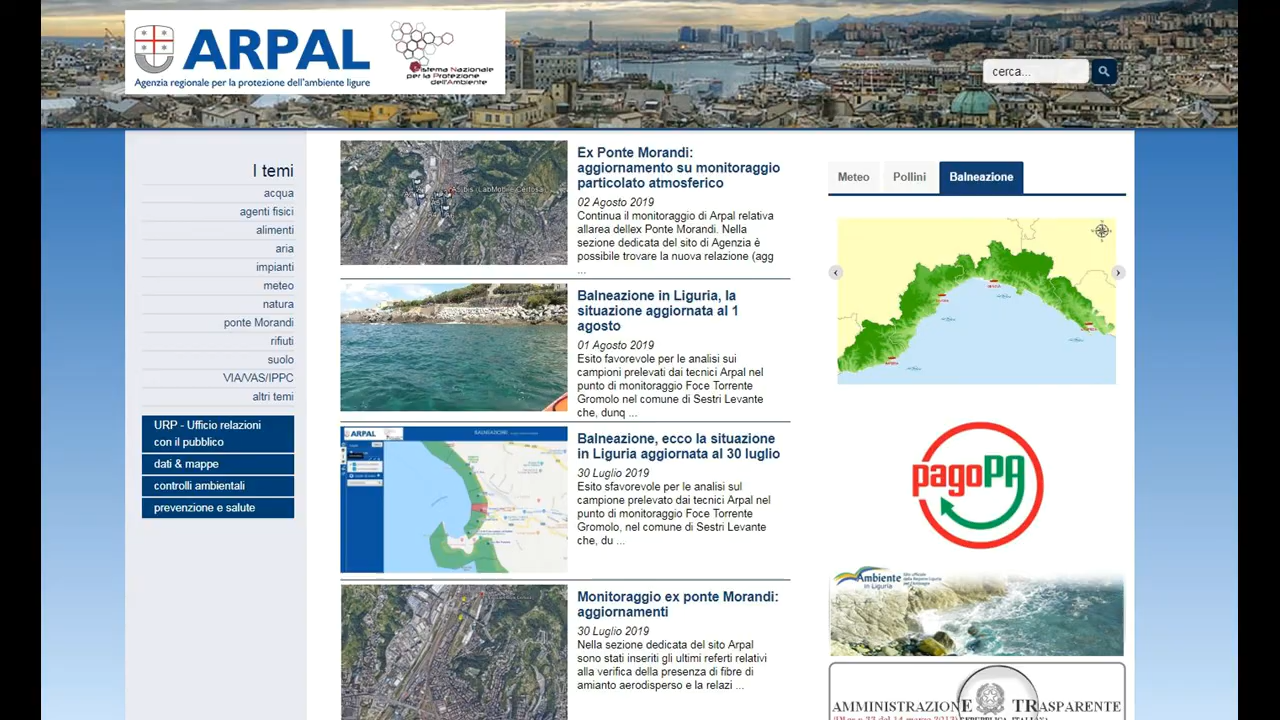 ARPAL
Agenzia regionale per la protezione dell'ambiente ligure
Sistema Nazionale
per la Protezione
dell'Ambiente
cerca...
I temi
acqua
agenti fisici
alimenti
aria
impianti
meteo
natura
ponte Morandi
rifiuti
suolo
VIA/VAS/IPPC
altri temi
URP - Ufficio relazioni
con il pubblico
dati & mappe
controlli ambientali
prevenzione e salute
Ex Ponte Morandi:
aggiornamento su monitoraggio
particolato atmosferico
02 Agosto 2019
Continua il monitoraggio di Arpal relativa
allarea dellex Ponte Morandi. Nella
sezione dedicata del sito di Agenzia è
possibile trovare la nuova relazione (agg
...
Balneazione in Liguria, la
situazione aggiornata al 1
agosto
01 Agosto 2019
Esito favorevole per le analisi sui
campioni prelevati dai tecnici Arpal nel
punto di monitoraggio Foce Torrente
Gromolo nel comune di Sestri Levante
che, dunq ...
ARPAL
BALNEAZIONE
Balneazione, ecco la situazione
in Liguria aggiornata al 30 luglio
30 Luglio 2019
Esito sfavorevole per le analisi sul
campione prelevato dai tecnici Arpal nel
punto di monitoraggio Foce Torrente
Gromolo, nel comune di Sestri Levante
che, du ...
Monitoraggio ex ponte Morandi:
aggiornamenti
30 Luglio 2019
Nella sezione dedicata del sito Arpal
sono stati inseriti gli ultimi referti relativi
alla verifica della presenza di fibre di
amianto aerodisperso e la relazi ...
Meteo
Pollini
Balneazione
pagoPA
Ambiente
in Liguria
AMMINISTRAZIONE TRASPARENTE